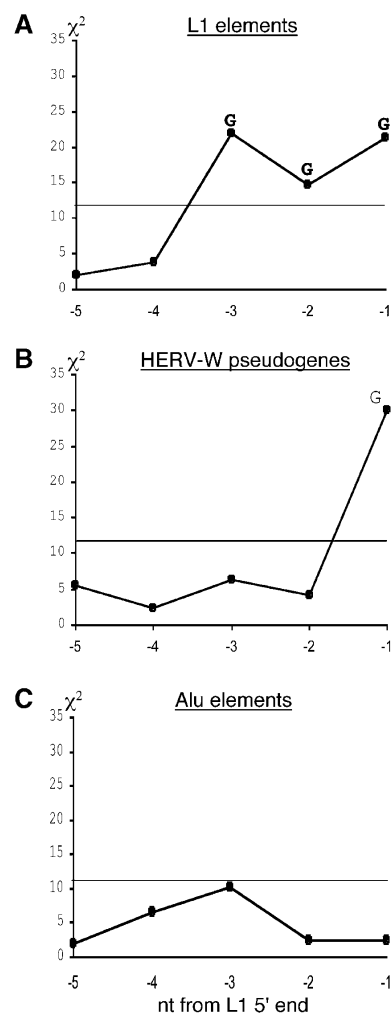 A
L1 elements
χ²
35
30
25
20
15
10
5
0
G
G
G
-5 -4 -3 -2 -1
B
HERV-W pseudogenes
χ²
35
30
25
20
15
10
5
0
G
-5 -4 -3 -2 -1
C
Alu elements
χ²
35
30
25
20
15
10
5
0
-5 -4 -3 -2 -1
nt from L1 5' end